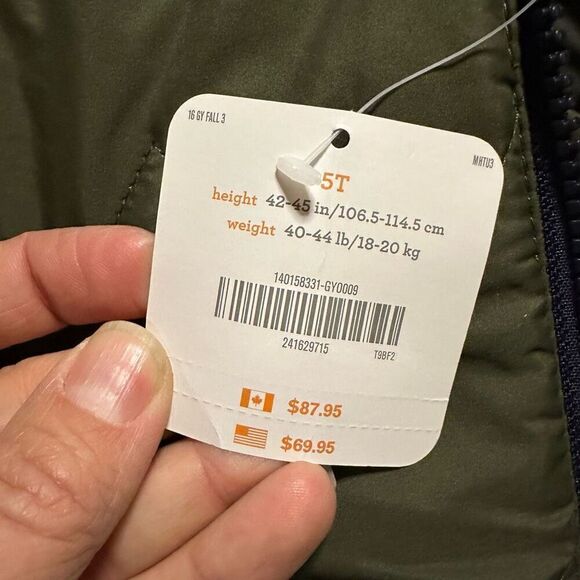 16 GY FALL 3
MHTU3
5T
height 42-45 in/106.5-114.5 cm
weight 40-44 lb/18-20 kg
140158331-GY0009
241629715
T9BF2
$87.95
$69.95